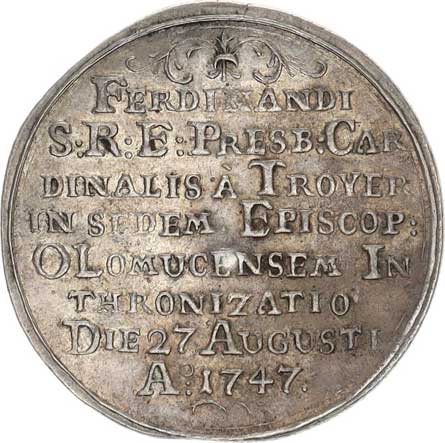 FERDINANDI
S:R:E:PRESB:CAR
DINALIS·À TROYER
IN SEDEM EPISCOP:
OLOMUCENSEM IN
THRONIZATIO
DIE 27 AUGUSTI
A:o 1747.